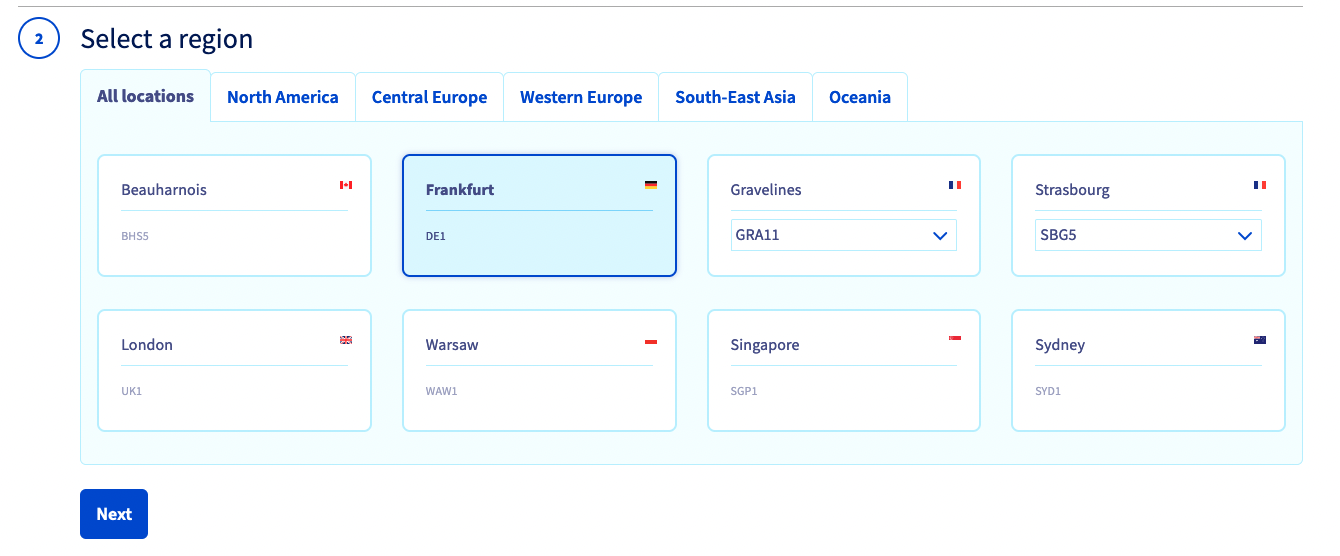 2
Select a region
All locations North America Central Europe Western Europe South-East Asia Oceania
Beauharnois Frankfurt Gravelines Strasbourg
BHS5 DE1 GRA11 SBG5
London Warsaw Singapore Sydney
UK1 WAW1 SGP1 SYD1
Next